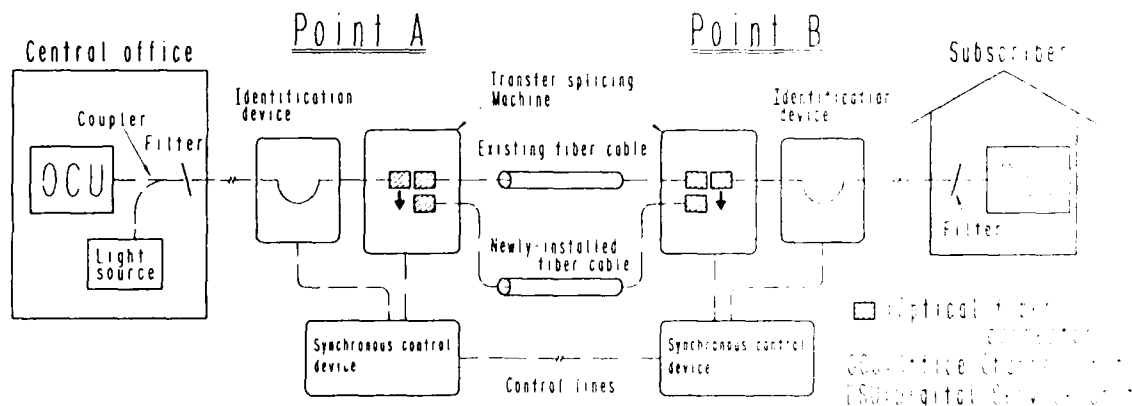 Point A
Point B
Central office
Subscriber
Transfer splicing
Machine
Identification
device
Identification
device
Coupler
Filter
Existing fiber cable
OCU
Light
source
Newly-installed
fiber cable
Filter
Synchronous control
device
Synchronous control
device
Control lines
Optical